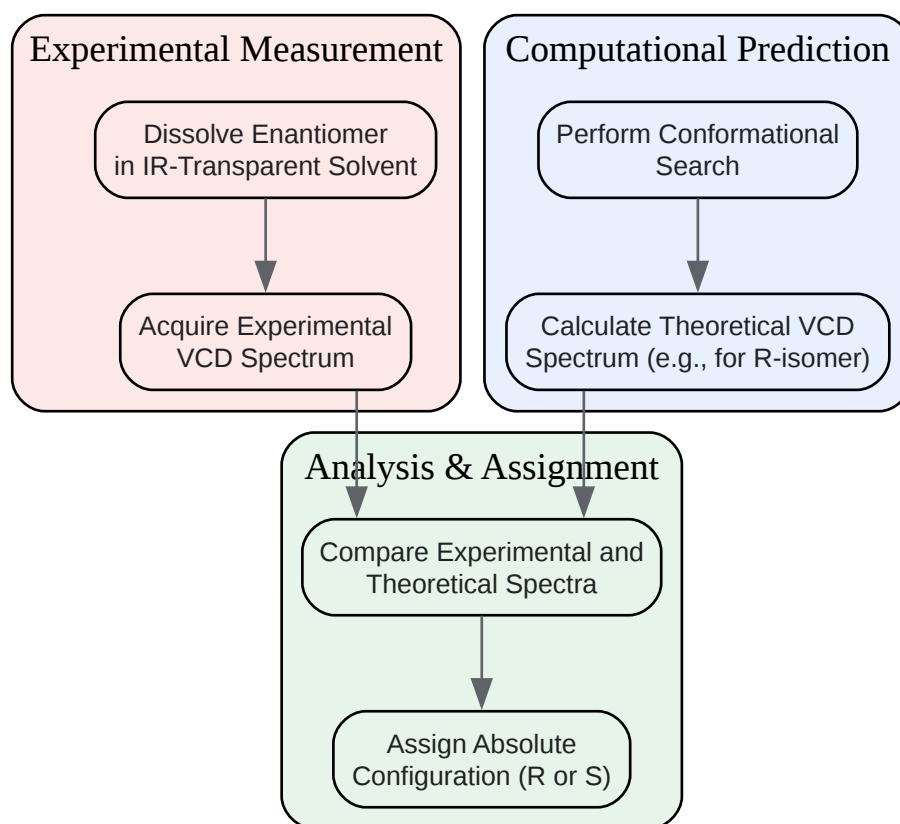 Experimental Measurement
Dissolve Enantiomer
in IR-Transparent Solvent
Acquire Experimental
VCD Spectrum
Computational Prediction
Perform Conformational
Search
Calculate Theoretical VCD
Spectrum (e.g., for R-isomer)
Analysis & Assignment
Compare Experimental and
Theoretical Spectra
Assign Absolute
Configuration (R or S)